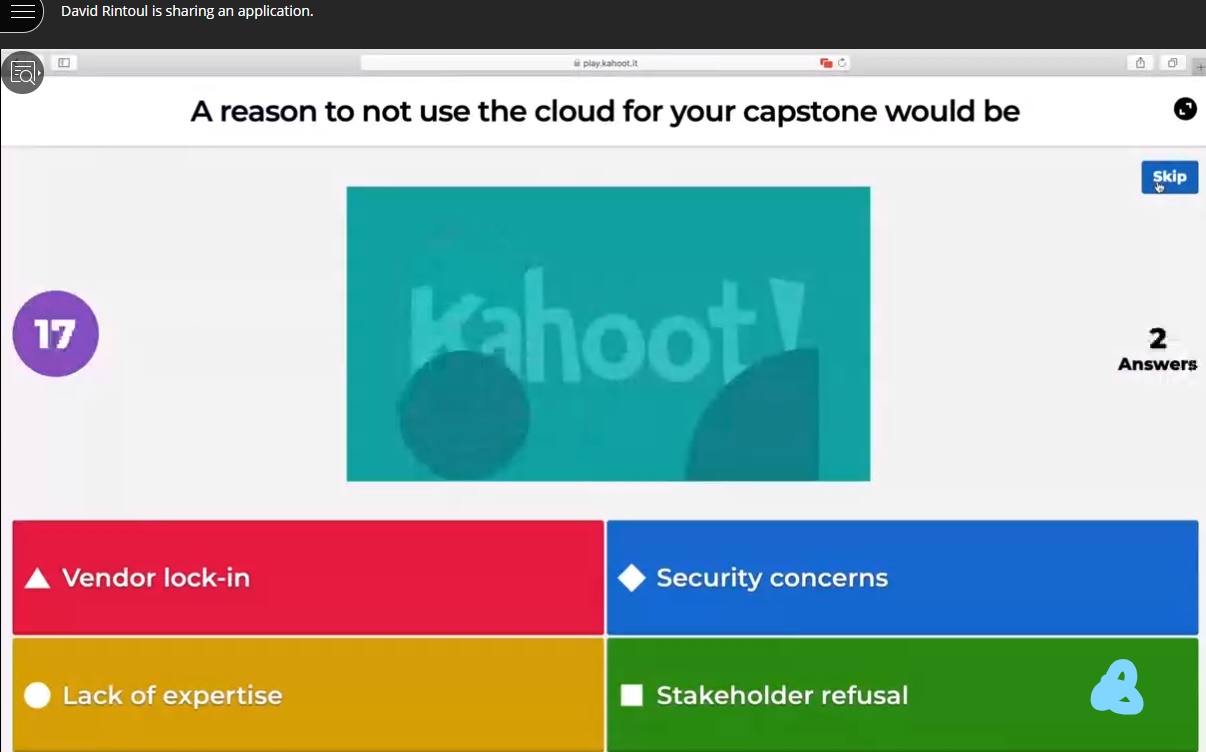 David Rintoul is sharing an application.
play.kahoot.it
A reason to not use the cloud for your capstone would be
Skip
Kahoot!
17
2
Answers
Vendor lock-in
Security concerns
Lack of expertise
Stakeholder refusal